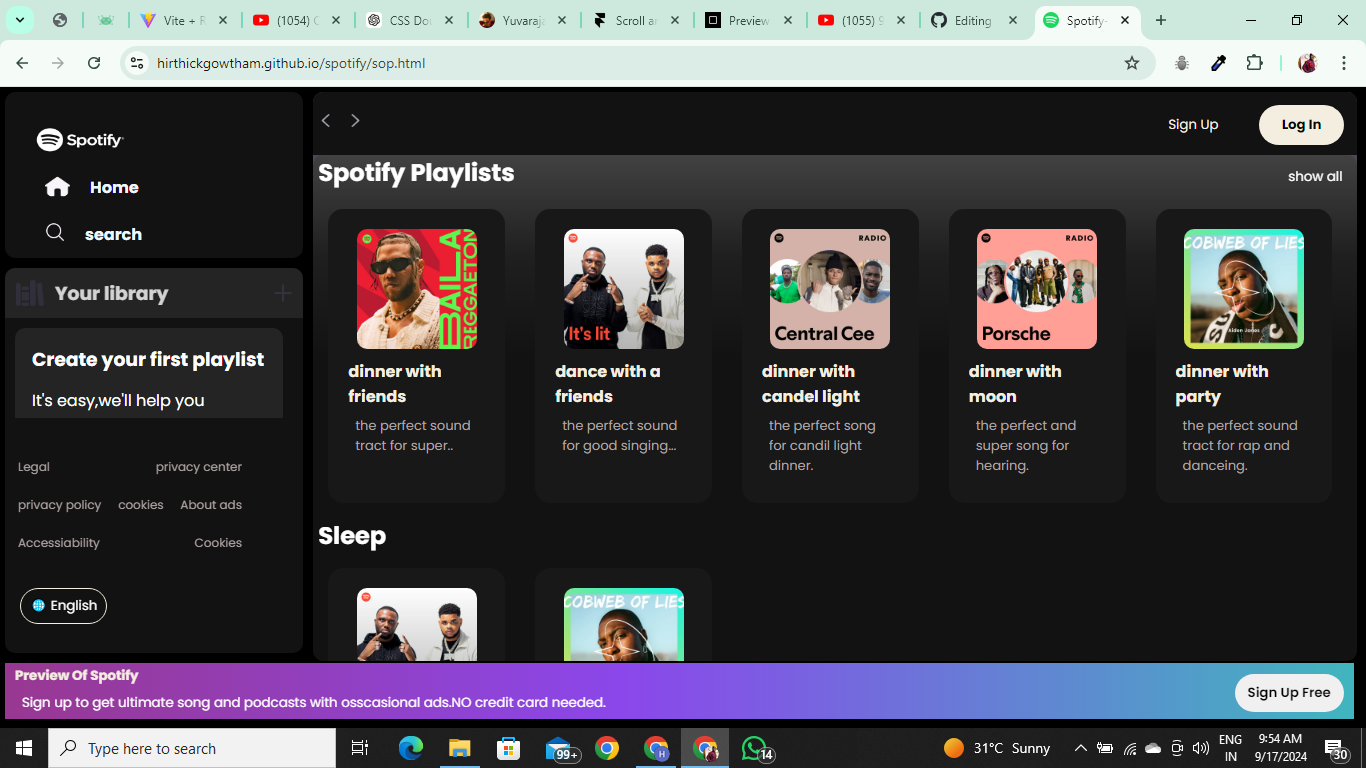 Vite + R
(1054) C
CSS Dou
Yuvaraja
Scroll an
Preview
(1055) 9
Editing
Spotify-
hirthickgowtham.github.io/spotify/sop.html
Spotify
Home
search
Your library
Create your first playlist
It's easy,we'll help you
Legal privacy center
privacy policy cookies About ads
Accessiability Cookies
English
Sign Up Log In
Spotify Playlists
show all
BAILA
REGGAETON
dinner with
friends
the perfect sound
tract for super..
It's lit
dance with a
friends
the perfect sound
for good singing...
RADIO
Central Cee
dinner with
candel light
the perfect song
for candil light
dinner.
RADIO
Porsche
dinner with
moon
the perfect and
super song for
hearing.
COBWEB OF LIES
Aiden Jones
dinner with
party
the perfect sound
tract for rap and
danceing.
Sleep
COBWEB OF LIES
Preview Of Spotify
Sign up to get ultimate song and podcasts with osscasional ads.NO credit card needed.
Sign Up Free
Type here to search
99+
H
14
31°C Sunny
ENG
IN
9:54 AM
9/17/2024
30